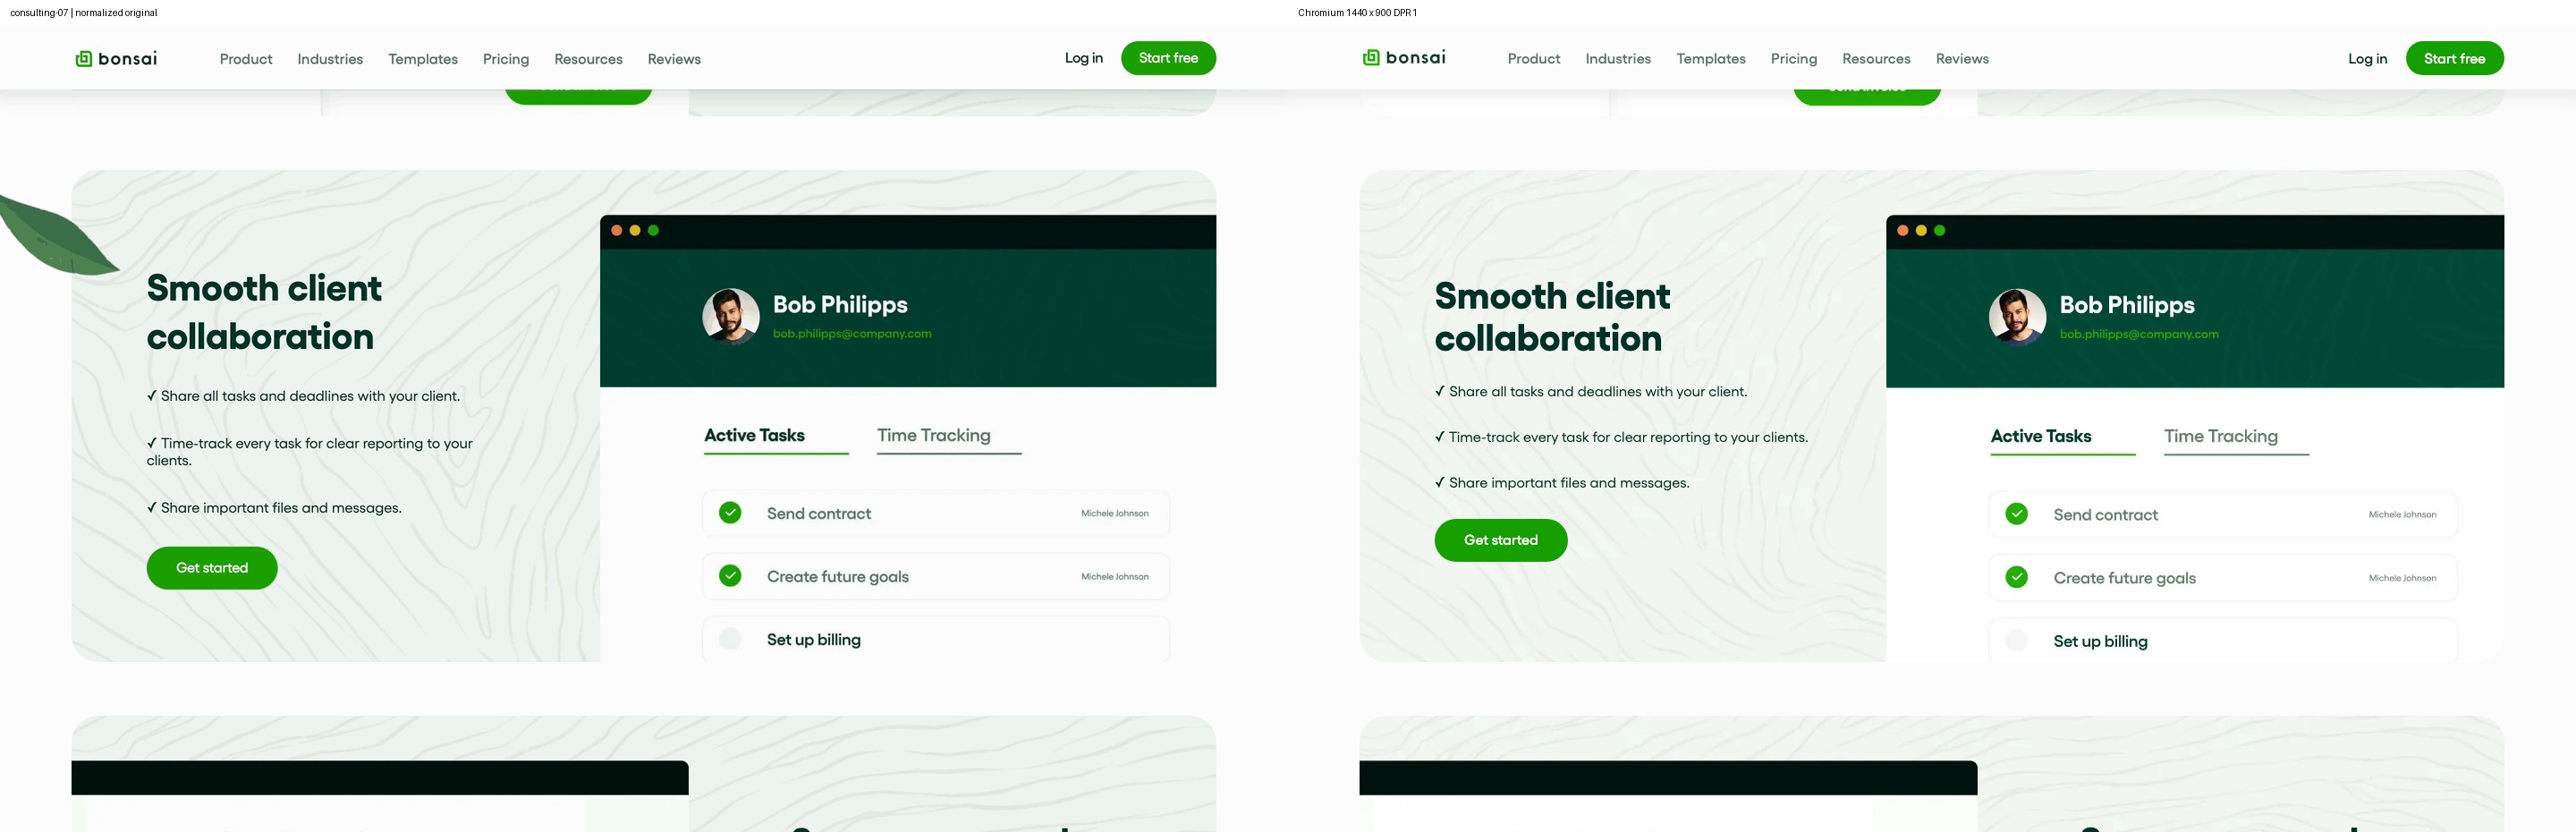 consulting-07 | normalized original
bonsai
Product Industries Templates Pricing Resources Reviews
Log in
Start free
Smooth client
collaboration
✓ Share all tasks and deadlines with your client.
✓ Time-track every task for clear reporting to your
clients.
✓ Share important files and messages.
Get started
Bob Philipps
bob.philipps@company.com
Active Tasks
Time Tracking
Send contract
Michele Johnson
Create future goals
Michele Johnson
Set up billing
Chromium 1440 x 900 DPR 1
bonsai
Product Industries Templates Pricing Resources Reviews
Log in
Start free
Smooth client
collaboration
✓ Share all tasks and deadlines with your client.
✓ Time-track every task for clear reporting to your clients.
✓ Share important files and messages.
Get started
Bob Philipps
bob.philipps@company.com
Active Tasks
Time Tracking
Send contract
Michele Johnson
Create future goals
Michele Johnson
Set up billing